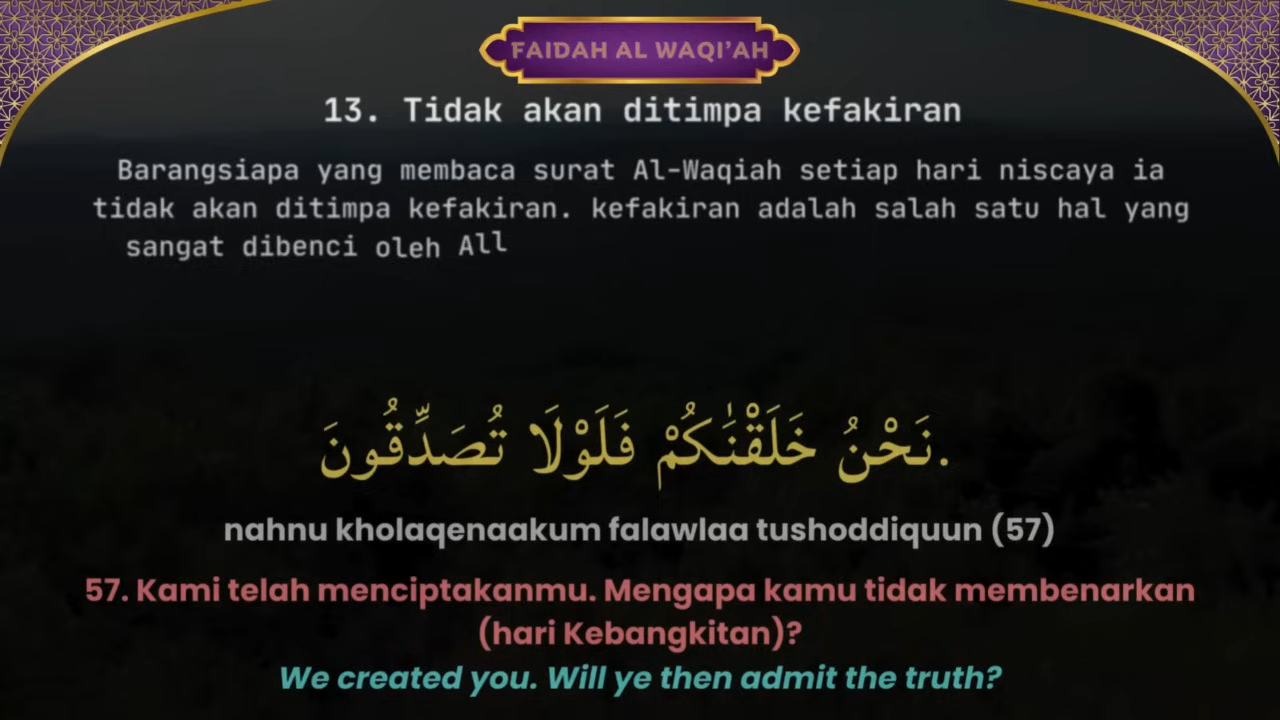 FAIDAH AL WAQI'AH
13. Tidak akan ditimpa kefakiran
Barangsiapa yang membaca surat Al-Waqiah setiap hari niscaya ia
tidak akan ditimpa kefakiran. kefakiran adalah salah satu hal yang
sangat dibenci oleh All
نَحْنُ خَلَقْنَٰكُمْ فَلَوْلَا تُصَدِّقُونَ.
nahnu kholaqenaakum falawlaa tushoddiquun (57)
57. Kami telah menciptakanmu. Mengapa kamu tidak membenarkan
(hari Kebangkitan)?
We created you. Will ye then admit the truth?